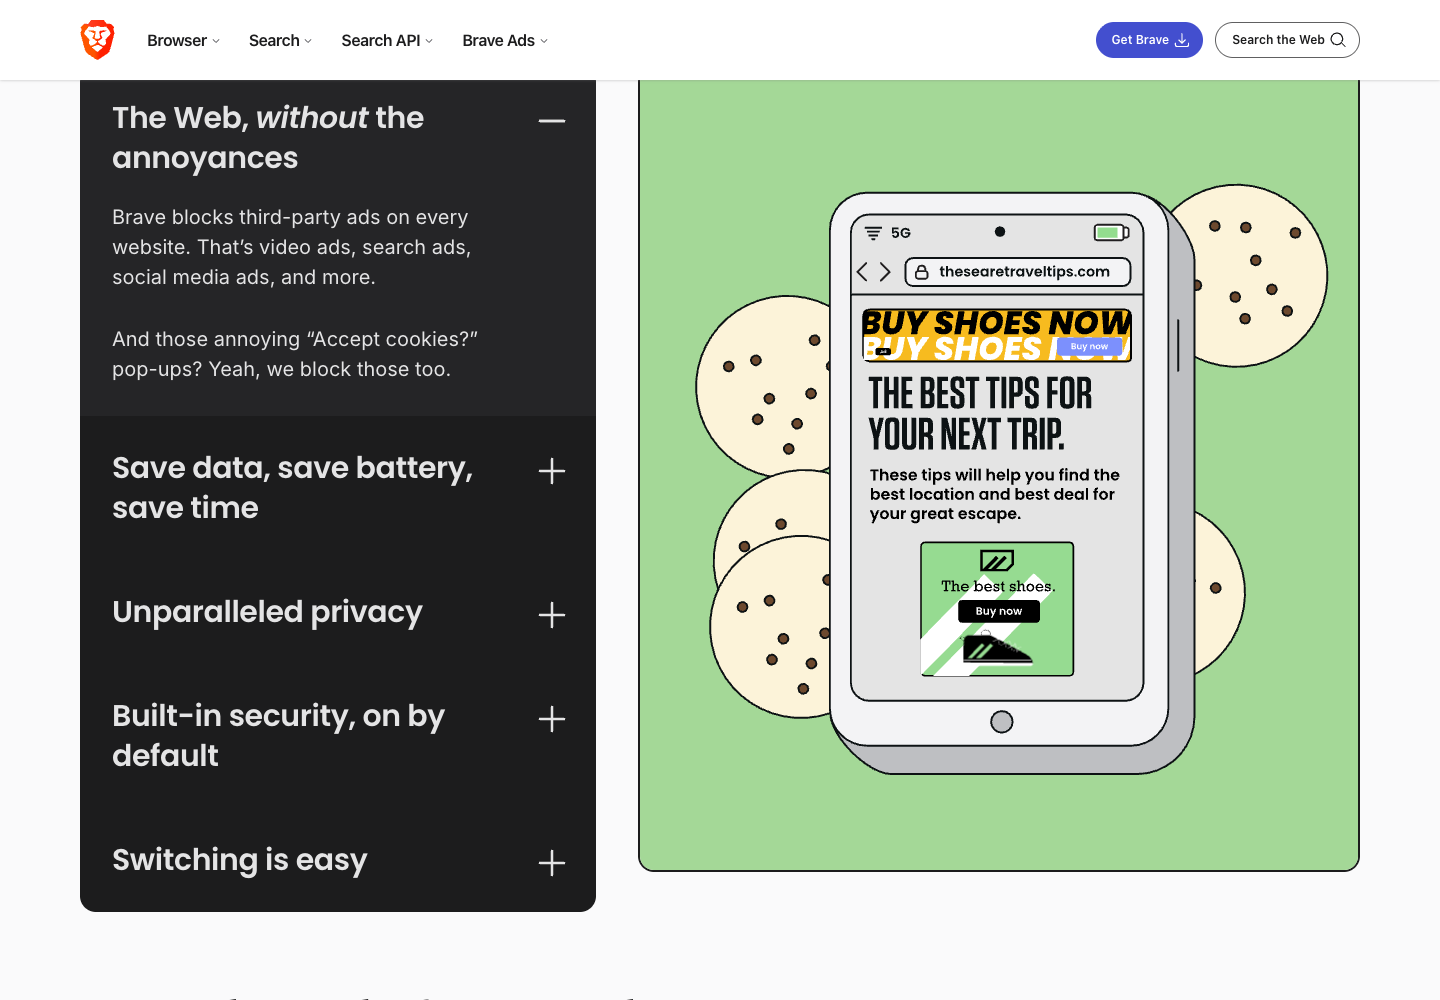 Browser
Search
Search API
Brave Ads
Get Brave
Search the Web
The Web, without the
annoyances
Brave blocks third-party ads on every
website. That’s video ads, search ads,
social media ads, and more.
And those annoying “Accept cookies?”
pop-ups? Yeah, we block those too.
Save data, save battery,
save time
Unparalleled privacy
Built-in security, on by
default
Switching is easy
5G
thesearetraveltips.com
BUY SHOES NOW
BUY SHOES NOW
Ad
Buy now
THE BEST TIPS FOR
YOUR NEXT TRIP.
These tips will help you find the
best location and best deal for
your great escape.
The best shoes.
Buy now